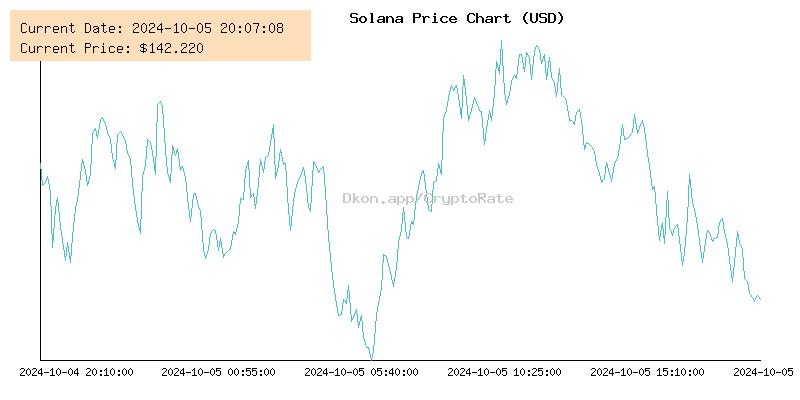 Solana Price Chart (USD)
Current Date: 2024-10-05 20:07:08
Current Price: $142.220
Dkon.app/CryptoRate
2024-10-04 20:10:00 2024-10-05 00:55:00 2024-10-05 05:40:00 2024-10-05 10:25:00 2024-10-05 15:10:00 2024-10-05